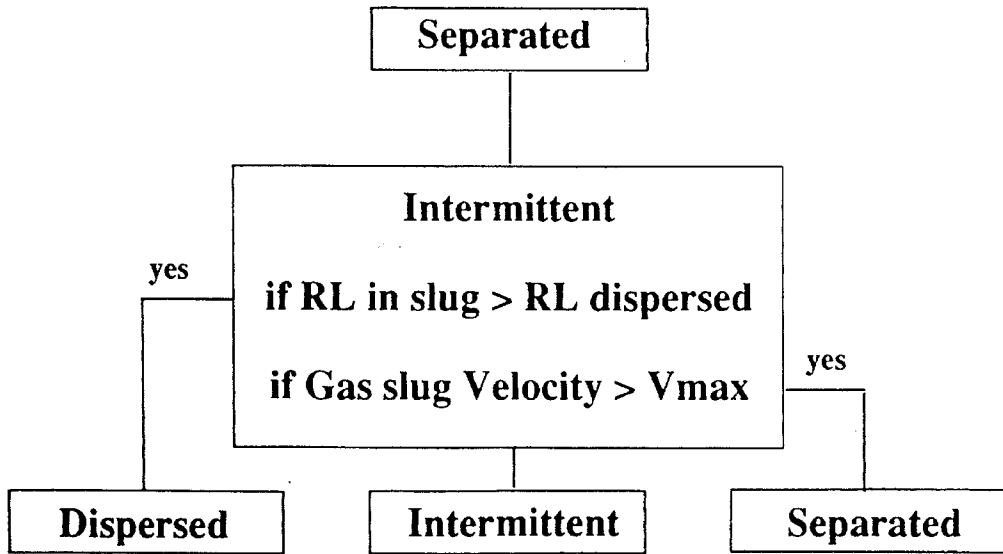 Separated
Intermittent
yes
if RL in slug > RL dispersed
yes
if Gas slug Velocity > Vmax
Dispersed
Intermittent
Separated